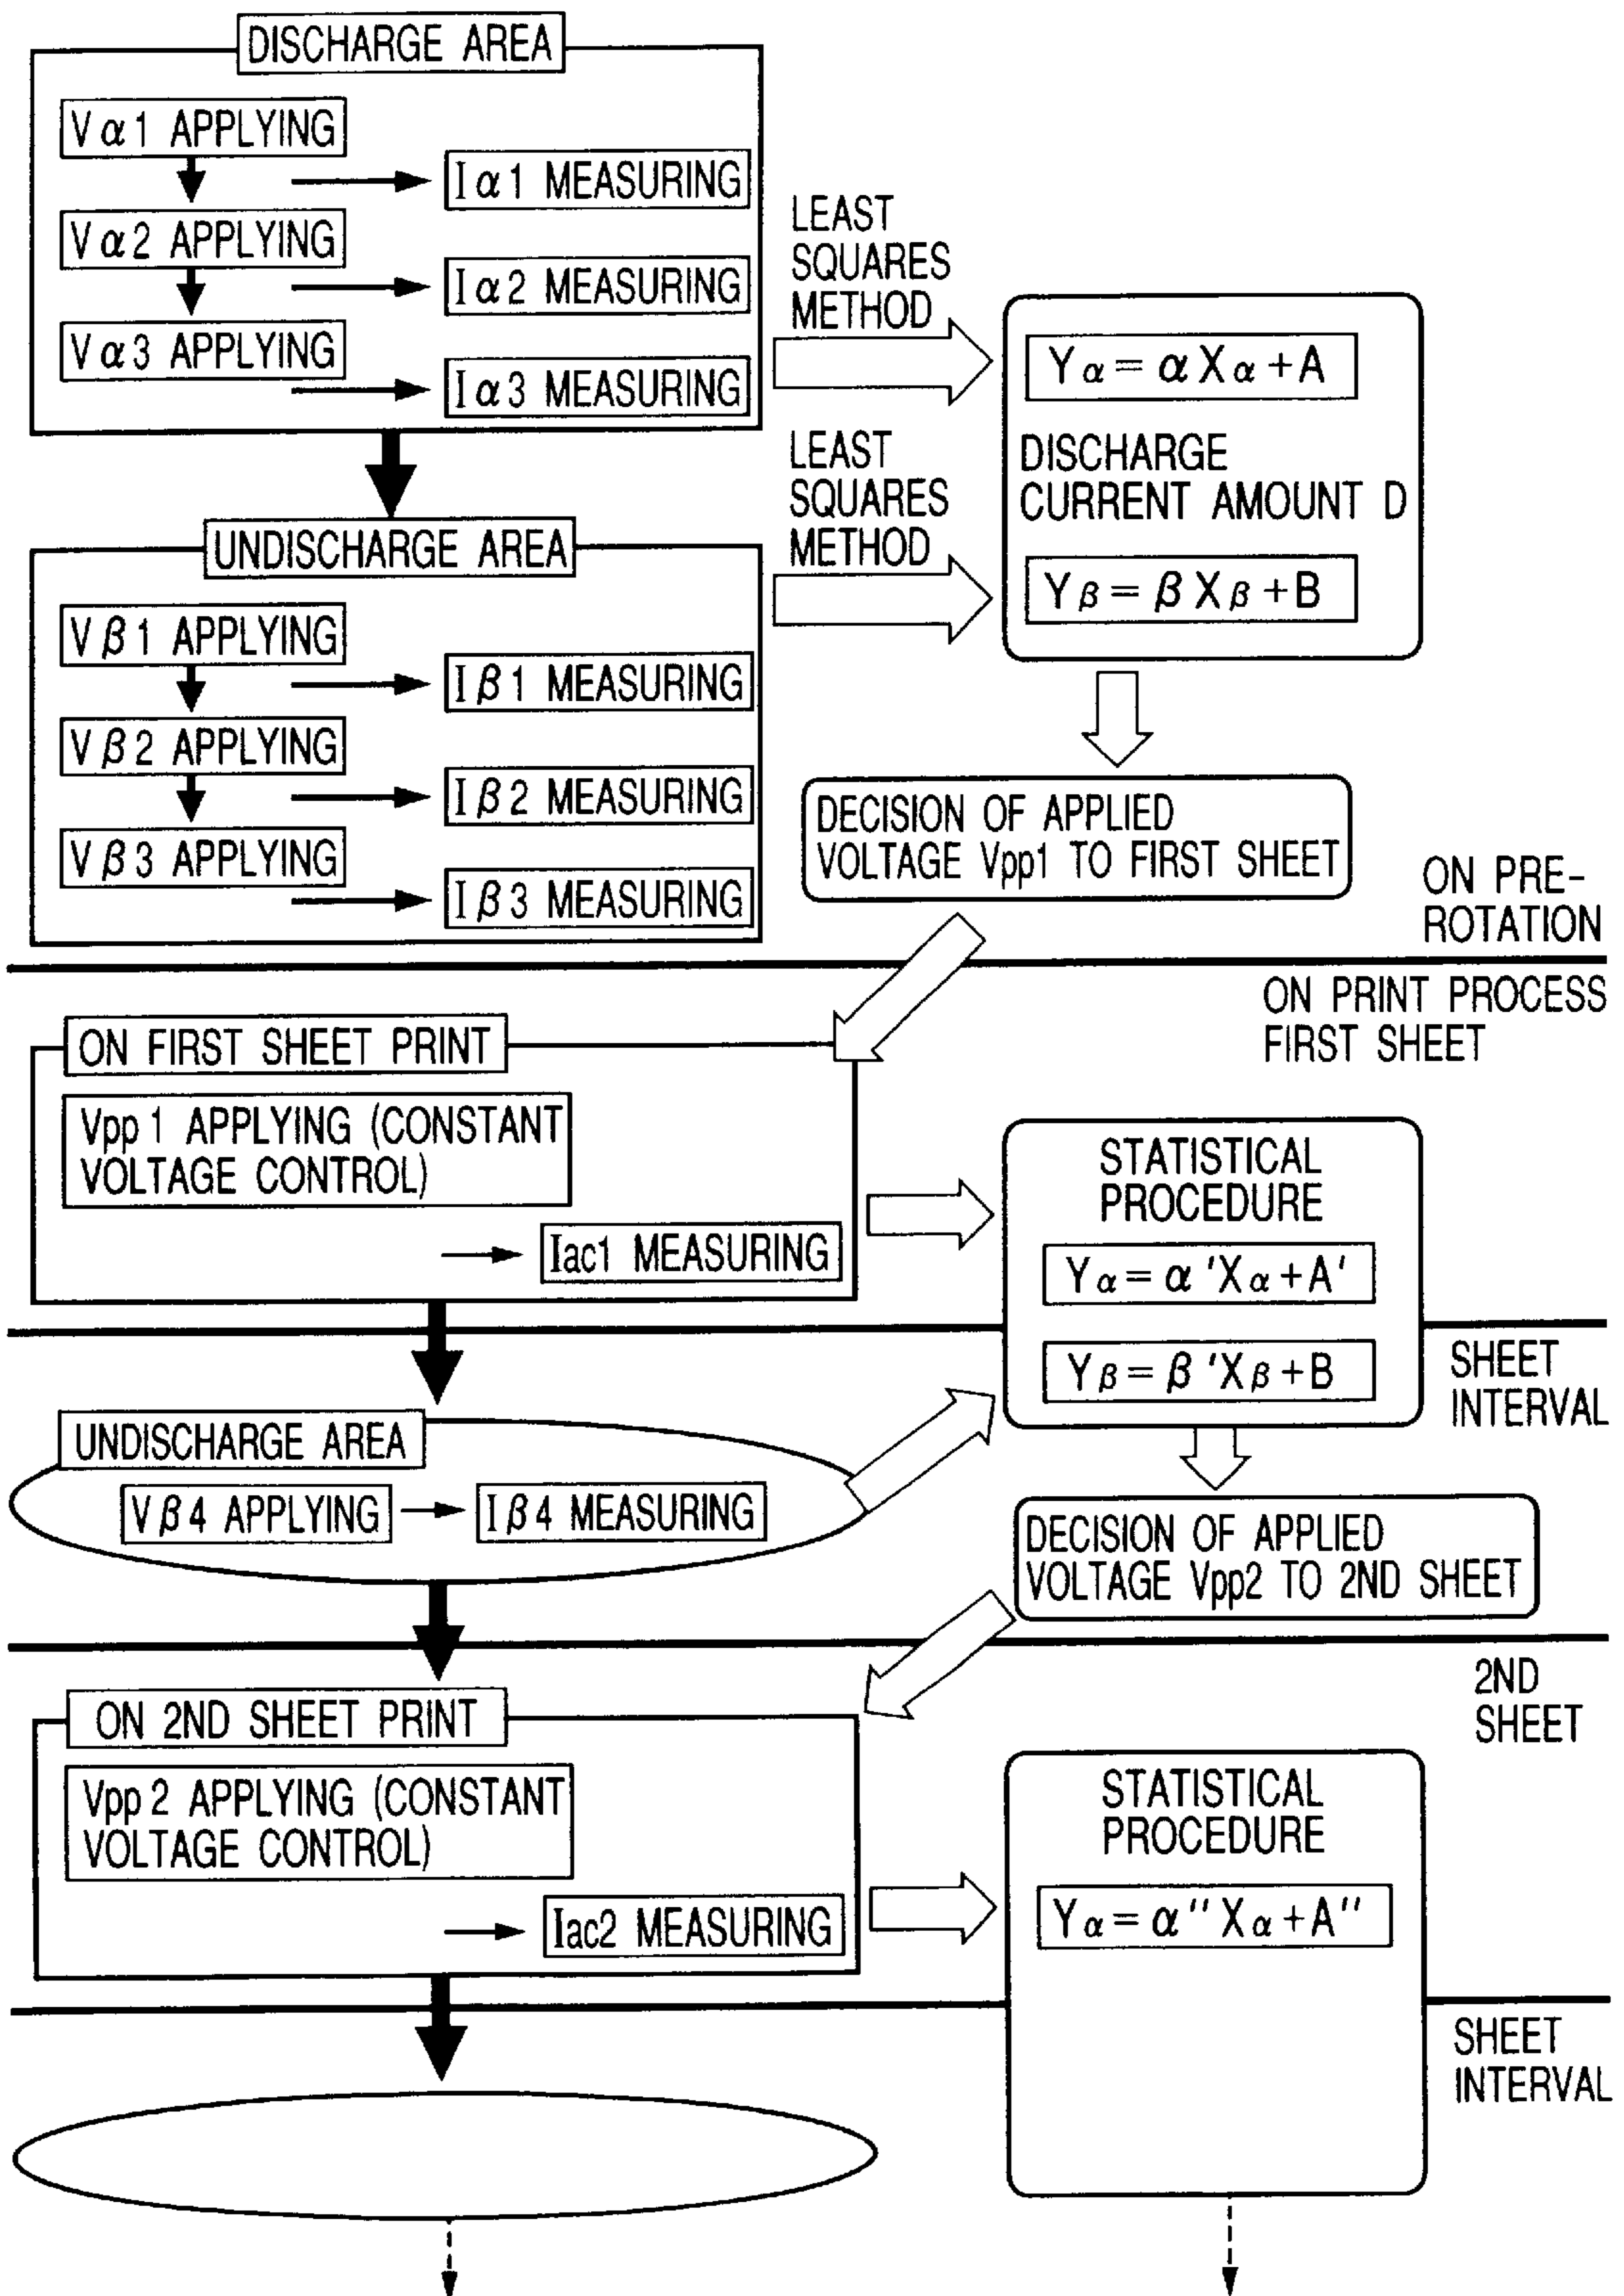 DISCHARGE AREA
Vα1 APPLYING
Iα1 MEASURING
Vα2 APPLYING
Iα2 MEASURING
Vα3 APPLYING
Iα3 MEASURING
LEAST
SQUARES
METHOD
Yα = αXα + A
DISCHARGE
CURRENT AMOUNT D
Yβ = βXβ + B
LEAST
SQUARES
METHOD
UNDISCHARGE AREA
Vβ1 APPLYING
Iβ1 MEASURING
Vβ2 APPLYING
Iβ2 MEASURING
Vβ3 APPLYING
Iβ3 MEASURING
DECISION OF APPLIED
VOLTAGE Vpp1 TO FIRST SHEET
ON PRE-
ROTATION
ON PRINT PROCESS
FIRST SHEET
ON FIRST SHEET PRINT
Vpp1 APPLYING (CONSTANT
VOLTAGE CONTROL)
Iac1 MEASURING
STATISTICAL
PROCEDURE
Yα = α'Xα + A'
Yβ = β'Xβ + B
SHEET
INTERVAL
UNDISCHARGE AREA
Vβ4 APPLYING
Iβ4 MEASURING
DECISION OF APPLIED
VOLTAGE Vpp2 TO 2ND SHEET
2ND
SHEET
ON 2ND SHEET PRINT
Vpp2 APPLYING (CONSTANT
VOLTAGE CONTROL)
Iac2 MEASURING
STATISTICAL
PROCEDURE
Yα = α''Xα + A''
SHEET
INTERVAL